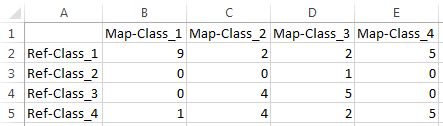 A B C D E
1 Map-Class_1 Map-Class_2 Map-Class_3 Map-Class_4
2 Ref-Class_1 9 2 2 5
3 Ref-Class_2 0 0 1 0
4 Ref-Class_3 0 4 5 0
5 Ref-Class_4 1 4 2 5